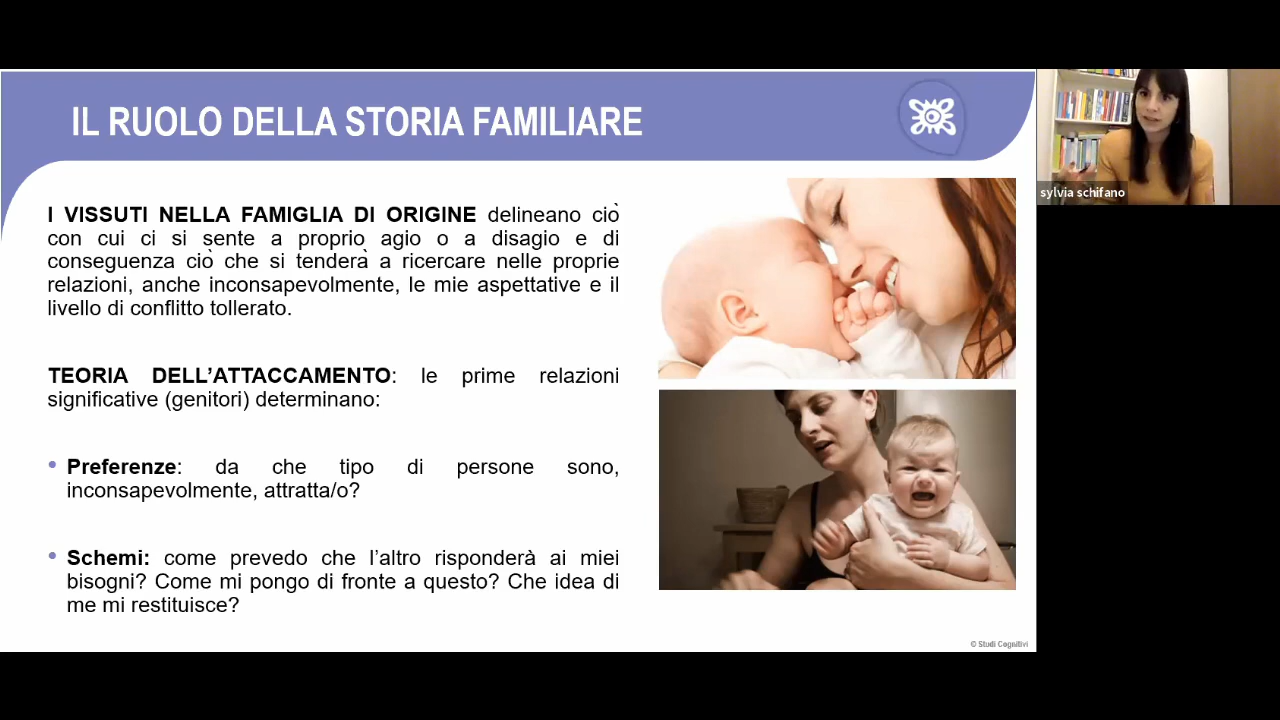 IL RUOLO DELLA STORIA FAMILIARE
sylvia schifano
I VISSUTI NELLA FAMIGLIA DI ORIGINE delineano ciò
con cui ci si sente a proprio agio o a disagio e di
conseguenza ciò che si tenderà a ricercare nelle proprie
relazioni, anche inconsapevolmente, le mie aspettative e il
livello di conflitto tollerato.
TEORIA DELL’ATTACCAMENTO: le prime relazioni
significative (genitori) determinano:
• Preferenze: da che tipo di persone sono,
inconsapevolmente, attratta/o?
• Schemi: come prevedo che l’altro risponderà ai miei
bisogni? Come mi pongo di fronte a questo? Che idea di
me mi restituisce?
© Studi Cognitivi